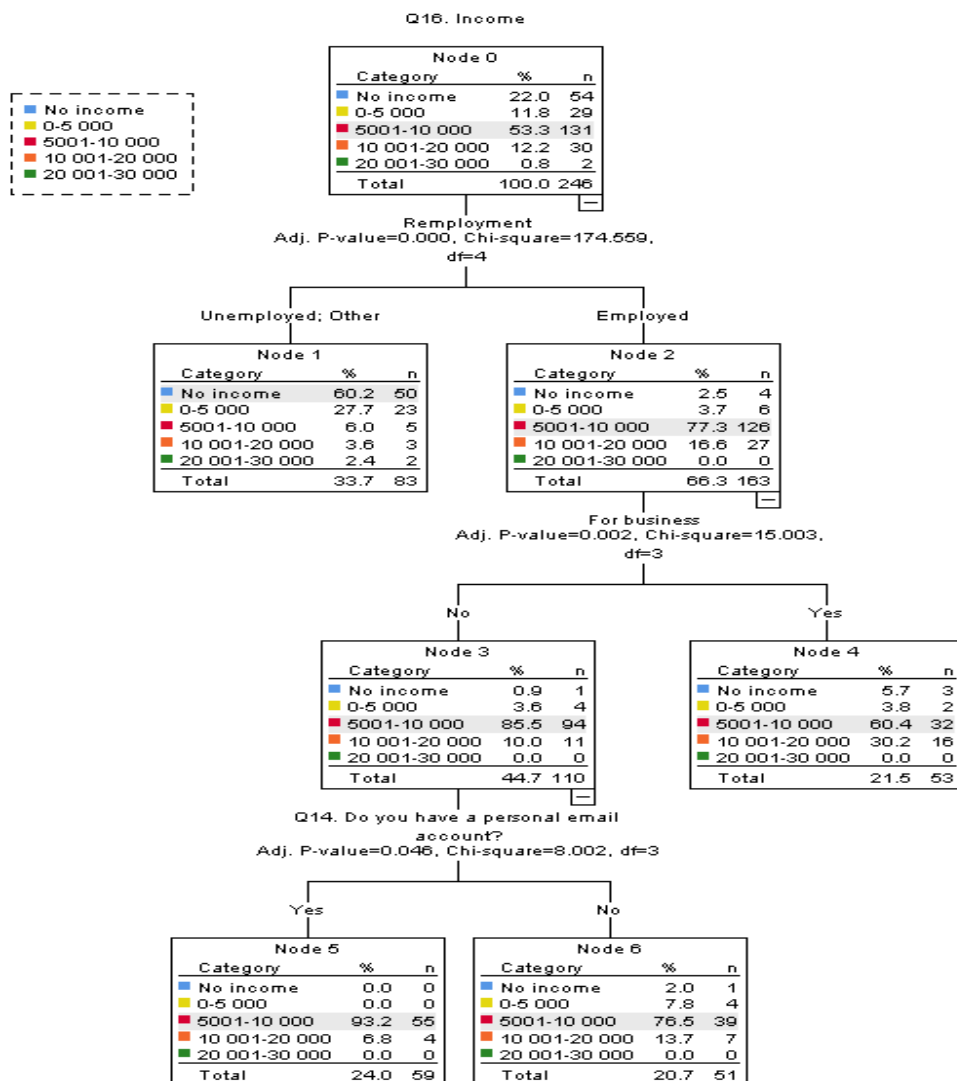 Q16. Income
No income
0-5 000
5001-10 000
10 001-20 000
20 001-30 000
Node 0
Category % n
No income 22.0 54
0-5 000 11.8 29
5001-10 000 53.3 131
10 001-20 000 12.2 30
20 001-30 000 0.8 2
Total 100.0 246
Remployment
Adj. P-value=0.000, Chi-square=174.559,
df=4
Unemployed; Other
Employed
Node 1
Category % n
No income 60.2 50
0-5 000 27.7 23
5001-10 000 6.0 5
10 001-20 000 3.6 3
20 001-30 000 2.4 2
Total 33.7 83
Node 2
Category % n
No income 2.5 4
0-5 000 3.7 6
5001-10 000 77.3 126
10 001-20 000 16.6 27
20 001-30 000 0.0 0
Total 66.3 163
For business
Adj. P-value=0.002, Chi-square=15.003,
df=3
No
Yes
Node 3
Category % n
No income 0.9 1
0-5 000 3.6 4
5001-10 000 85.5 94
10 001-20 000 10.0 11
20 001-30 000 0.0 0
Total 44.7 110
Node 4
Category % n
No income 5.7 3
0-5 000 3.8 2
5001-10 000 60.4 32
10 001-20 000 30.2 16
20 001-30 000 0.0 0
Total 21.5 53
Q14. Do you have a personal email
account?
Adj. P-value=0.046, Chi-square=8.002, df=3
Yes
No
Node 5
Category % n
No income 0.0 0
0-5 000 0.0 0
5001-10 000 93.2 55
10 001-20 000 6.8 4
20 001-30 000 0.0 0
Total 24.0 59
Node 6
Category % n
No income 2.0 1
0-5 000 7.8 4
5001-10 000 76.5 39
10 001-20 000 13.7 7
20 001-30 000 0.0 0
Total 20.7 51